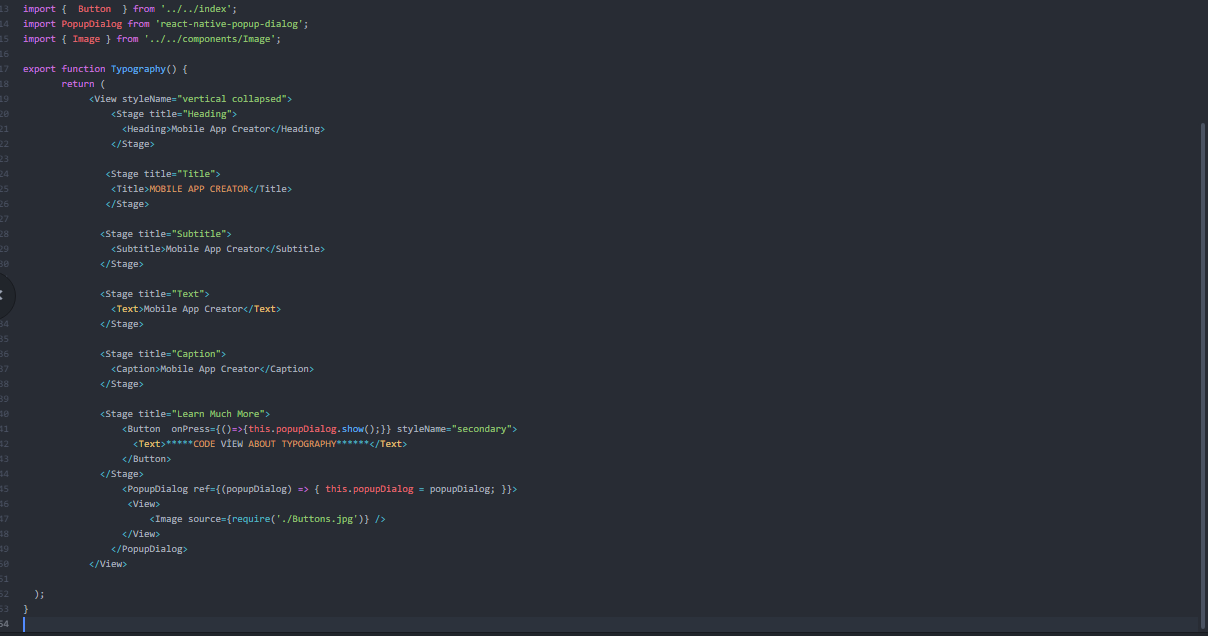 13 import {  Button  } from '../../index';
14 import PopupDialog from 'react-native-popup-dialog';
15 import { Image } from '../../components/Image';
16
17 export function Typography() {
18 return (
19 <View styleName="vertical collapsed">
20 <Stage title="Heading">
21 <Heading>Mobile App Creator</Heading>
22 </Stage>
23
24 <Stage title="Title">
25 <Title>MOBILE APP CREATOR</Title>
26 </Stage>
27
28 <Stage title="Subtitle">
29 <Subtitle>Mobile App Creator</Subtitle>
30 </Stage>

<Stage title="Text">
<Text>Mobile App Creator</Text>
34 </Stage>
35
36 <Stage title="Caption">
37 <Caption>Mobile App Creator</Caption>
38 </Stage>
39
40 <Stage title="Learn Much More">
41 <Button  onPress={()=>{this.popupDialog.show();}} styleName="secondary">
42 <Text>*****CODE VİEW ABOUT TYPOGRAPHY******</Text>
43 </Button>
44 </Stage>
45 <PopupDialog ref={(popupDialog) => { this.popupDialog = popupDialog; }}>
46 <View>
47 <Image source={require('./Buttons.jpg')} />
48 </View>
49 </PopupDialog>
50 </View>
51
52 );
53 }
54